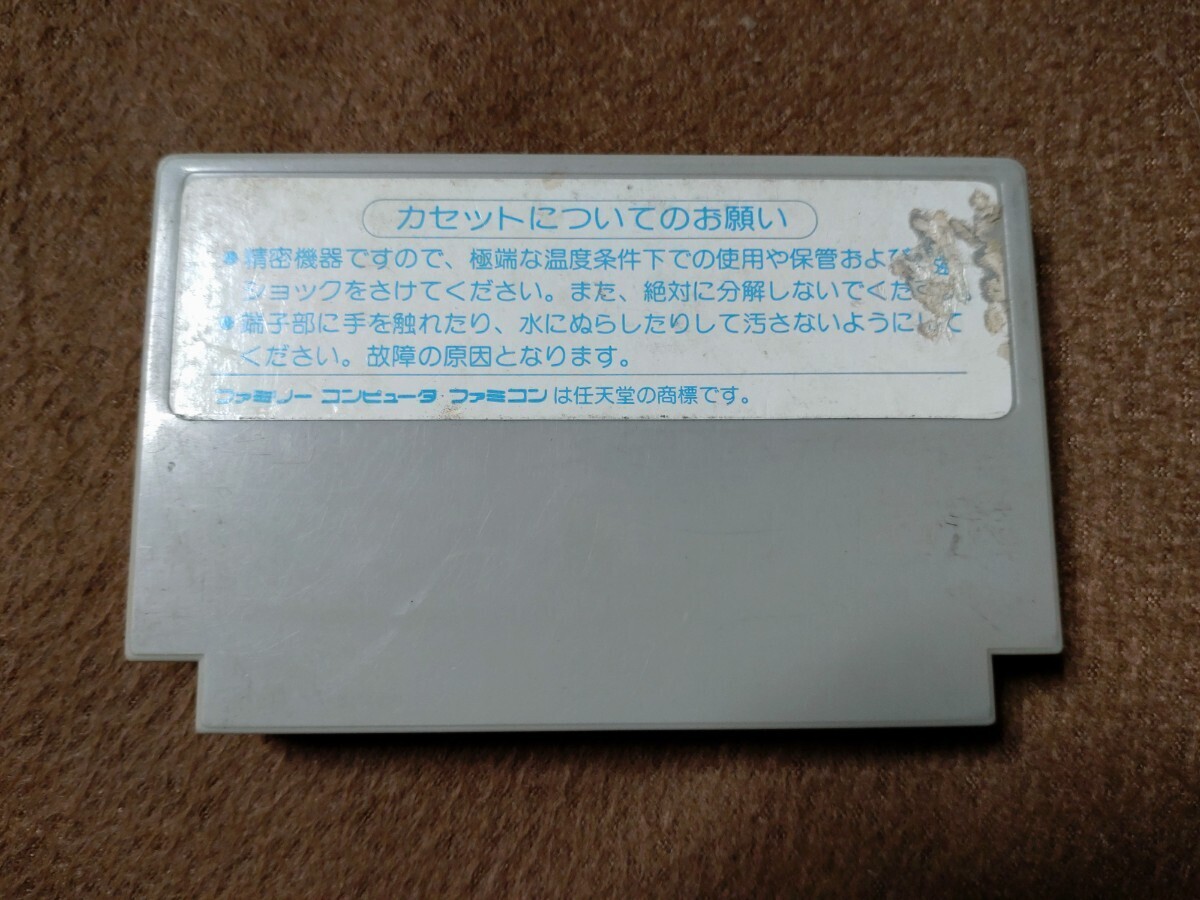 カセットについてのお願い
●精密機器ですので、極端な温度条件下での使用や保管および
ショックをさけてください。また、絶対に分解しないでくだ
●端子部に手を触れたり、水にぬらしたりして汚さないようにして
ください。故障の原因となります。
ファミリー コンピュータ・ファミコン は任天堂の商標です。